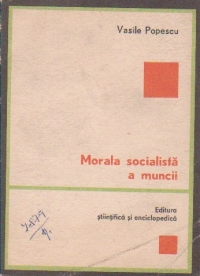 Vasile Popescu
Morala socialistă
a muncii
Editura
științifică și enciclopedică